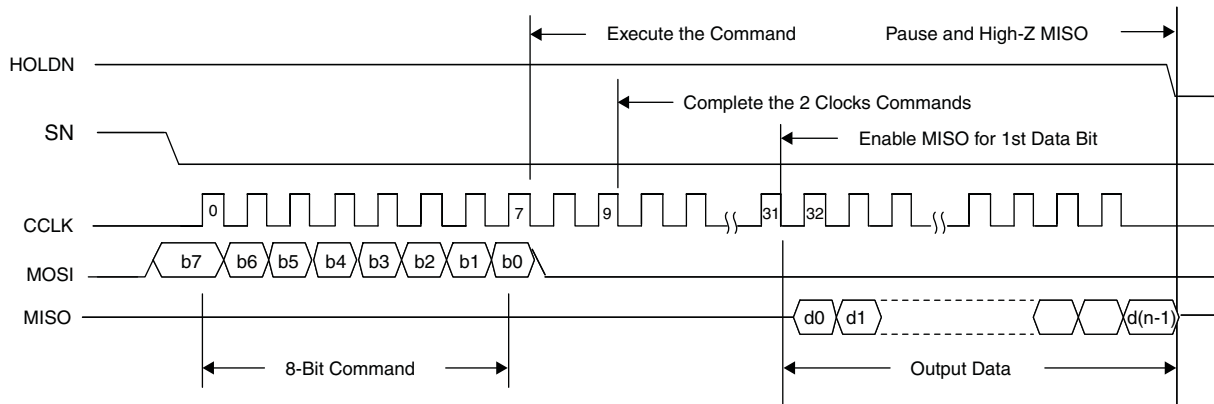 Execute the Command Pause and High-Z MISO
HOLDN
Complete the 2 Clocks Commands
SN
Enable MISO for 1st Data Bit
CCLK 0 7 9 31 32
MOSI b7 b6 b5 b4 b3 b2 b1 b0
MISO d0 d1 d(n-1)
8-Bit Command Output Data